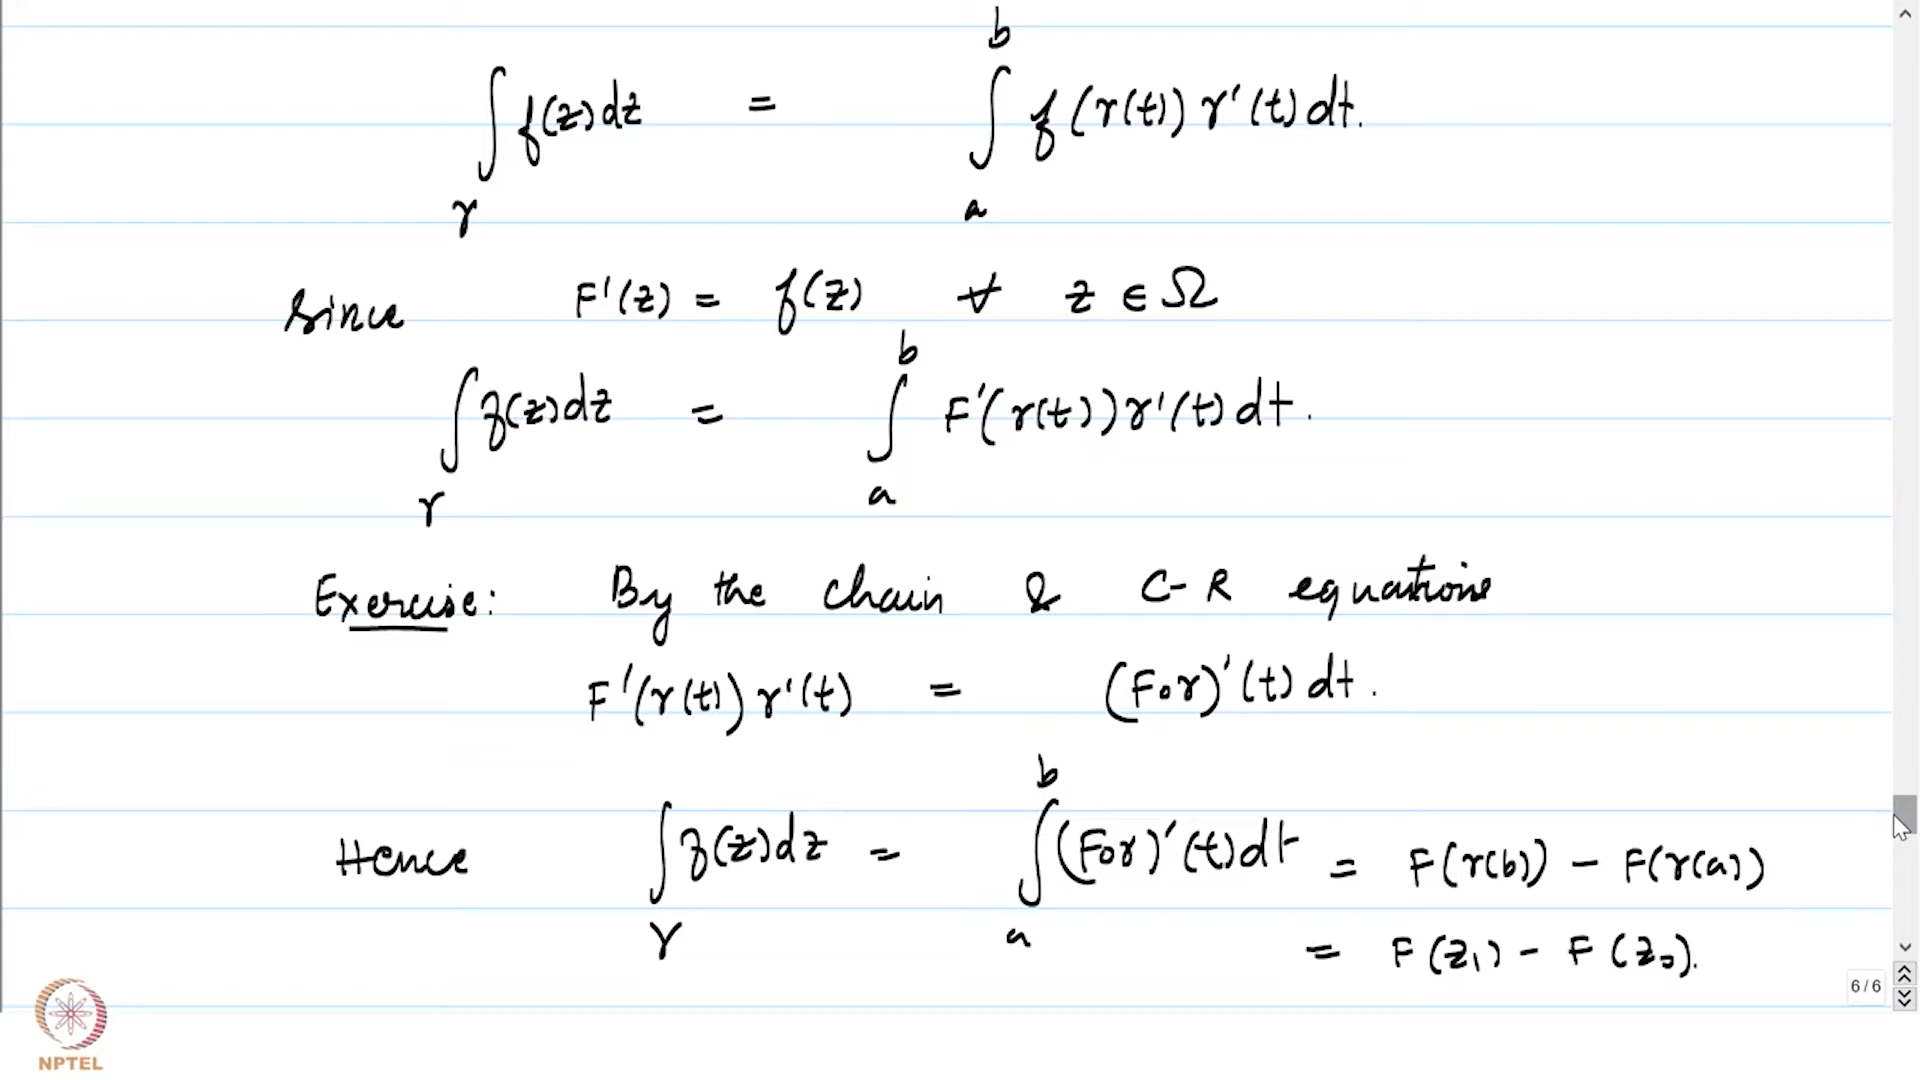 ∫_γ f(z)dz = ∫_a^b f(γ(t)) γ'(t) dt.
Since F'(z) = f(z) ∀ z ∈ Ω
∫_γ f(z)dz = ∫_a^b F'(γ(t)) γ'(t) dt.
Exercise: By the chain & C-R equations
F'(γ(t)) γ'(t) = (F∘γ)'(t) dt.
Hence ∫_γ f(z)dz = ∫_a^b (F∘γ)'(t) dt = F(γ(b)) - F(γ(a))
= F(z₁) - F(z₀).
6 / 6
NPTEL